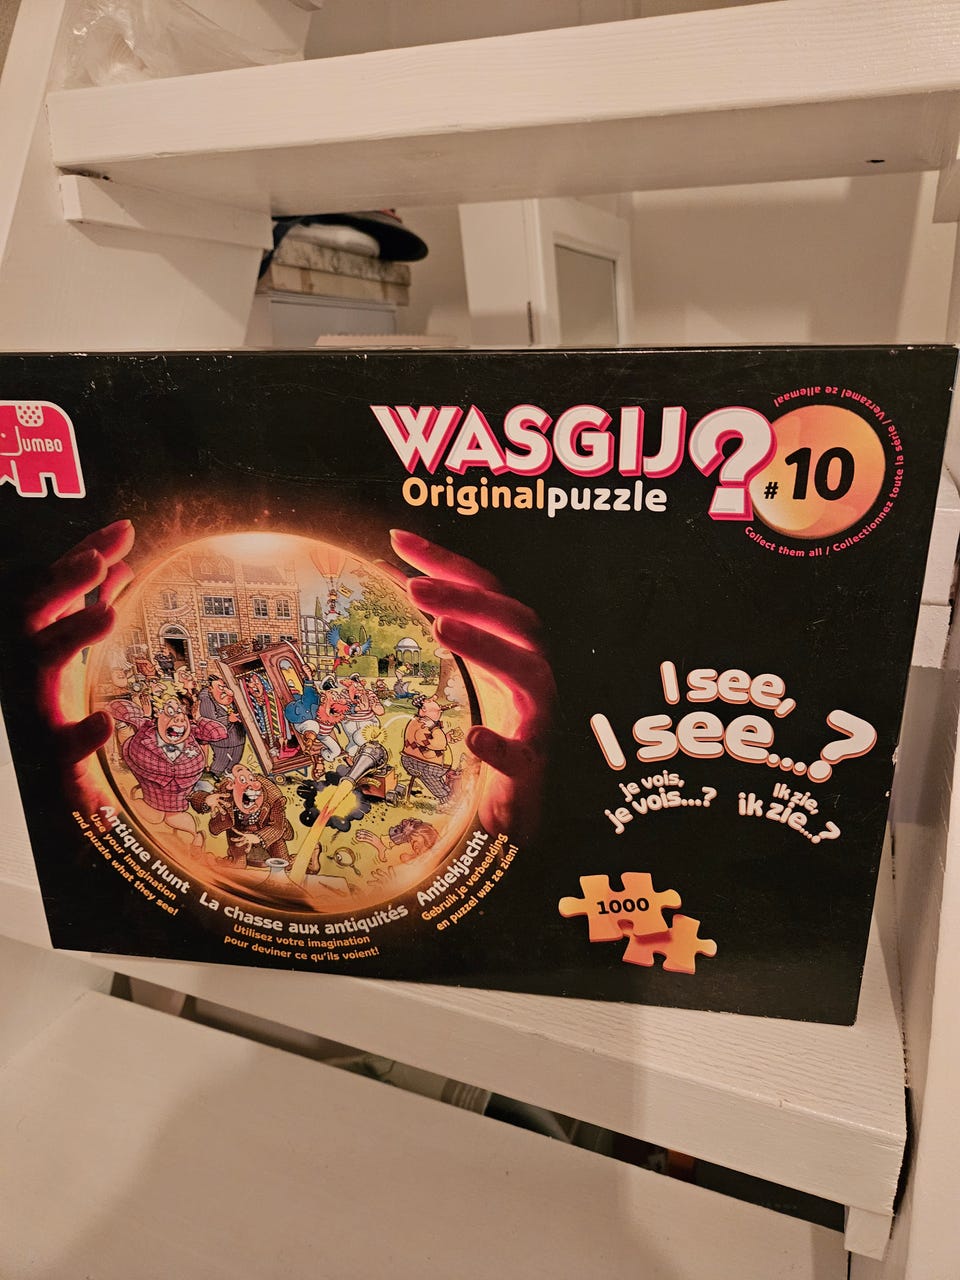 JUMBO
WASGIJ?
Originalpuzzle
#10
Collect them all / Collectionnez toute la série / Verzamel ze allemaal
I see,
I see...?
je vois,
je vois...?
Ik zie,
ik zie...?
Antique Hunt
Use your imagination
and puzzle what they see!
La chasse aux antiquités
Utilisez votre imagination
pour deviner ce qu'ils voient!
Antiekjacht
Gebruik je verbeelding
en puzzel wat ze zien!
1000